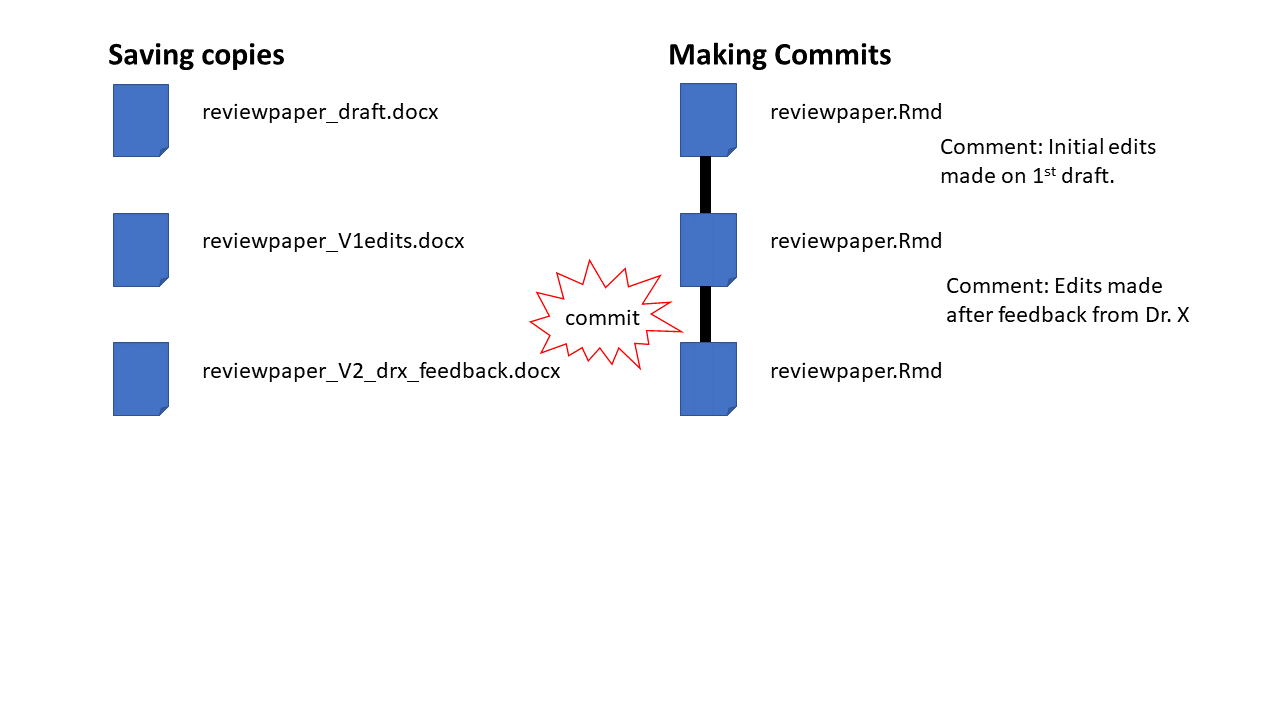 Saving copies
reviewpaper_draft.docx
reviewpaper_V1edits.docx
reviewpaper_V2_drx_feedback.docx
commit
Making Commits
reviewpaper.Rmd
Comment: Initial edits
made on 1st draft.
reviewpaper.Rmd
Comment: Edits made
after feedback from Dr. X
reviewpaper.Rmd